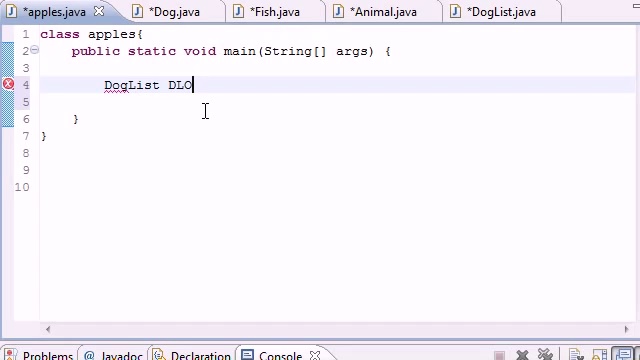 *apples.java *Dog.java *Fish.java *Animal.java *DogList.java
1 class apples{
2 public static void main(String[] args) {
3
4 DogList DLO
5
6 }
7 }
8
9
10
Problems @ Javadoc Declaration Console